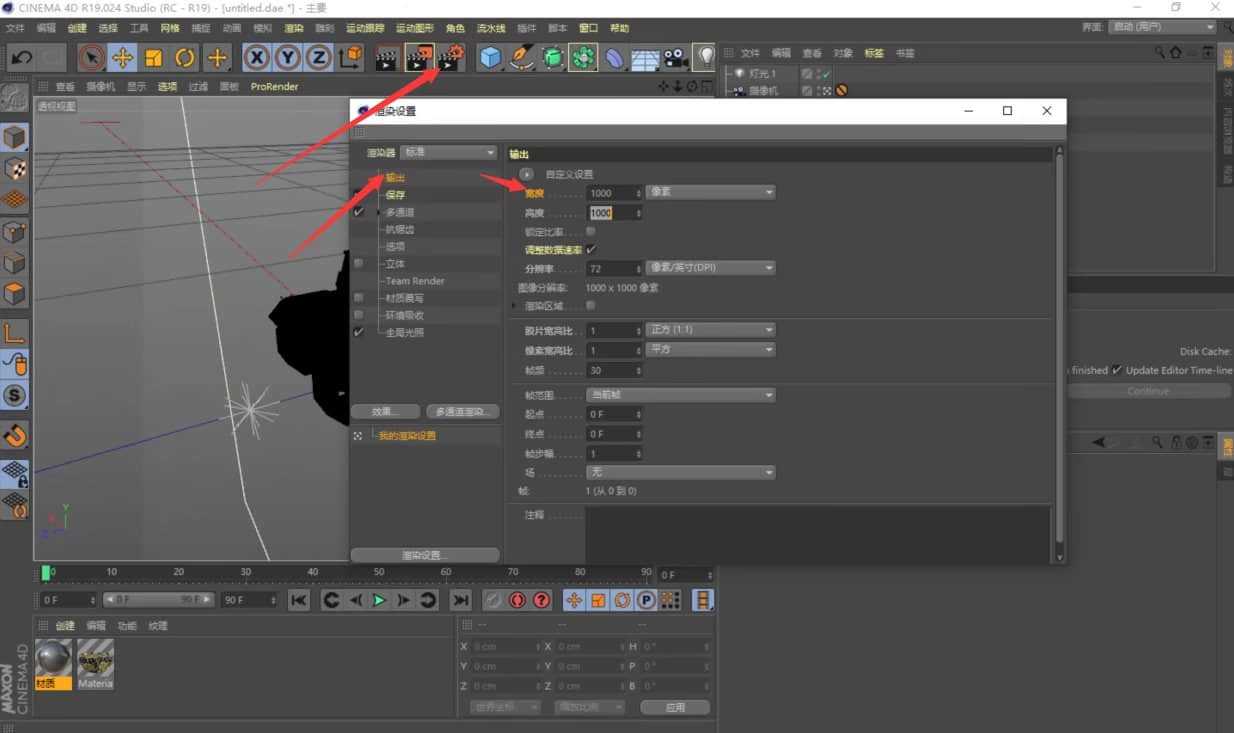 CINEMA 4D R19.024 Studio (RC - R19) - [untitled.dae *] - 主要
文件 编辑 创建 选择 工具 网格 捕捉 动画 模拟 渲染 雕刻 运动跟踪 运动图形 角色 流水线 插件 脚本 窗口 帮助
界面: 启动 (用户)
文件 编辑 查看 对象 标签 书签
灯光.1
摄像机
查看 摄像机 显示 选项 过滤 面板 ProRender
透视视图
渲染设置
渲染器 标准
输出
保存
多通道
抗锯齿
选项
立体
Team Render
材质覆写
环境吸收
全局光照
效果... 多通道渲染...
我的渲染设置
渲染设置...
输出
自定义设置
宽度 1000 像素
高度 1000
锁定比率
调整数据速率
分辨率 72 像素/英寸(DPI)
图像分辨率: 1000 x 1000 像素
渲染区域
胶片宽高比 1 正方 (1:1)
像素宽高比 1 平方
帧频 30
帧范围 当前帧
起点 0 F
终点 0 F
帧步幅 1
场 无
帧: 1 (从 0 到 0)
注释
Disk Cache:
finished Update Editor Time-line
Continue
Y
X
Z
0 10 20 30 40 50 60 70 80 90 0 F
0 F 0 F 90 F 90 F
创建 编辑 功能 纹理
材质 Materia
-- -- --
X 0 cm X 0 cm H 0 °
Y 0 cm Y 0 cm P 0 °
Z 0 cm Z 0 cm B 0 °
世界坐标 缩放比例 应用
MAXON
CINEMA 4D